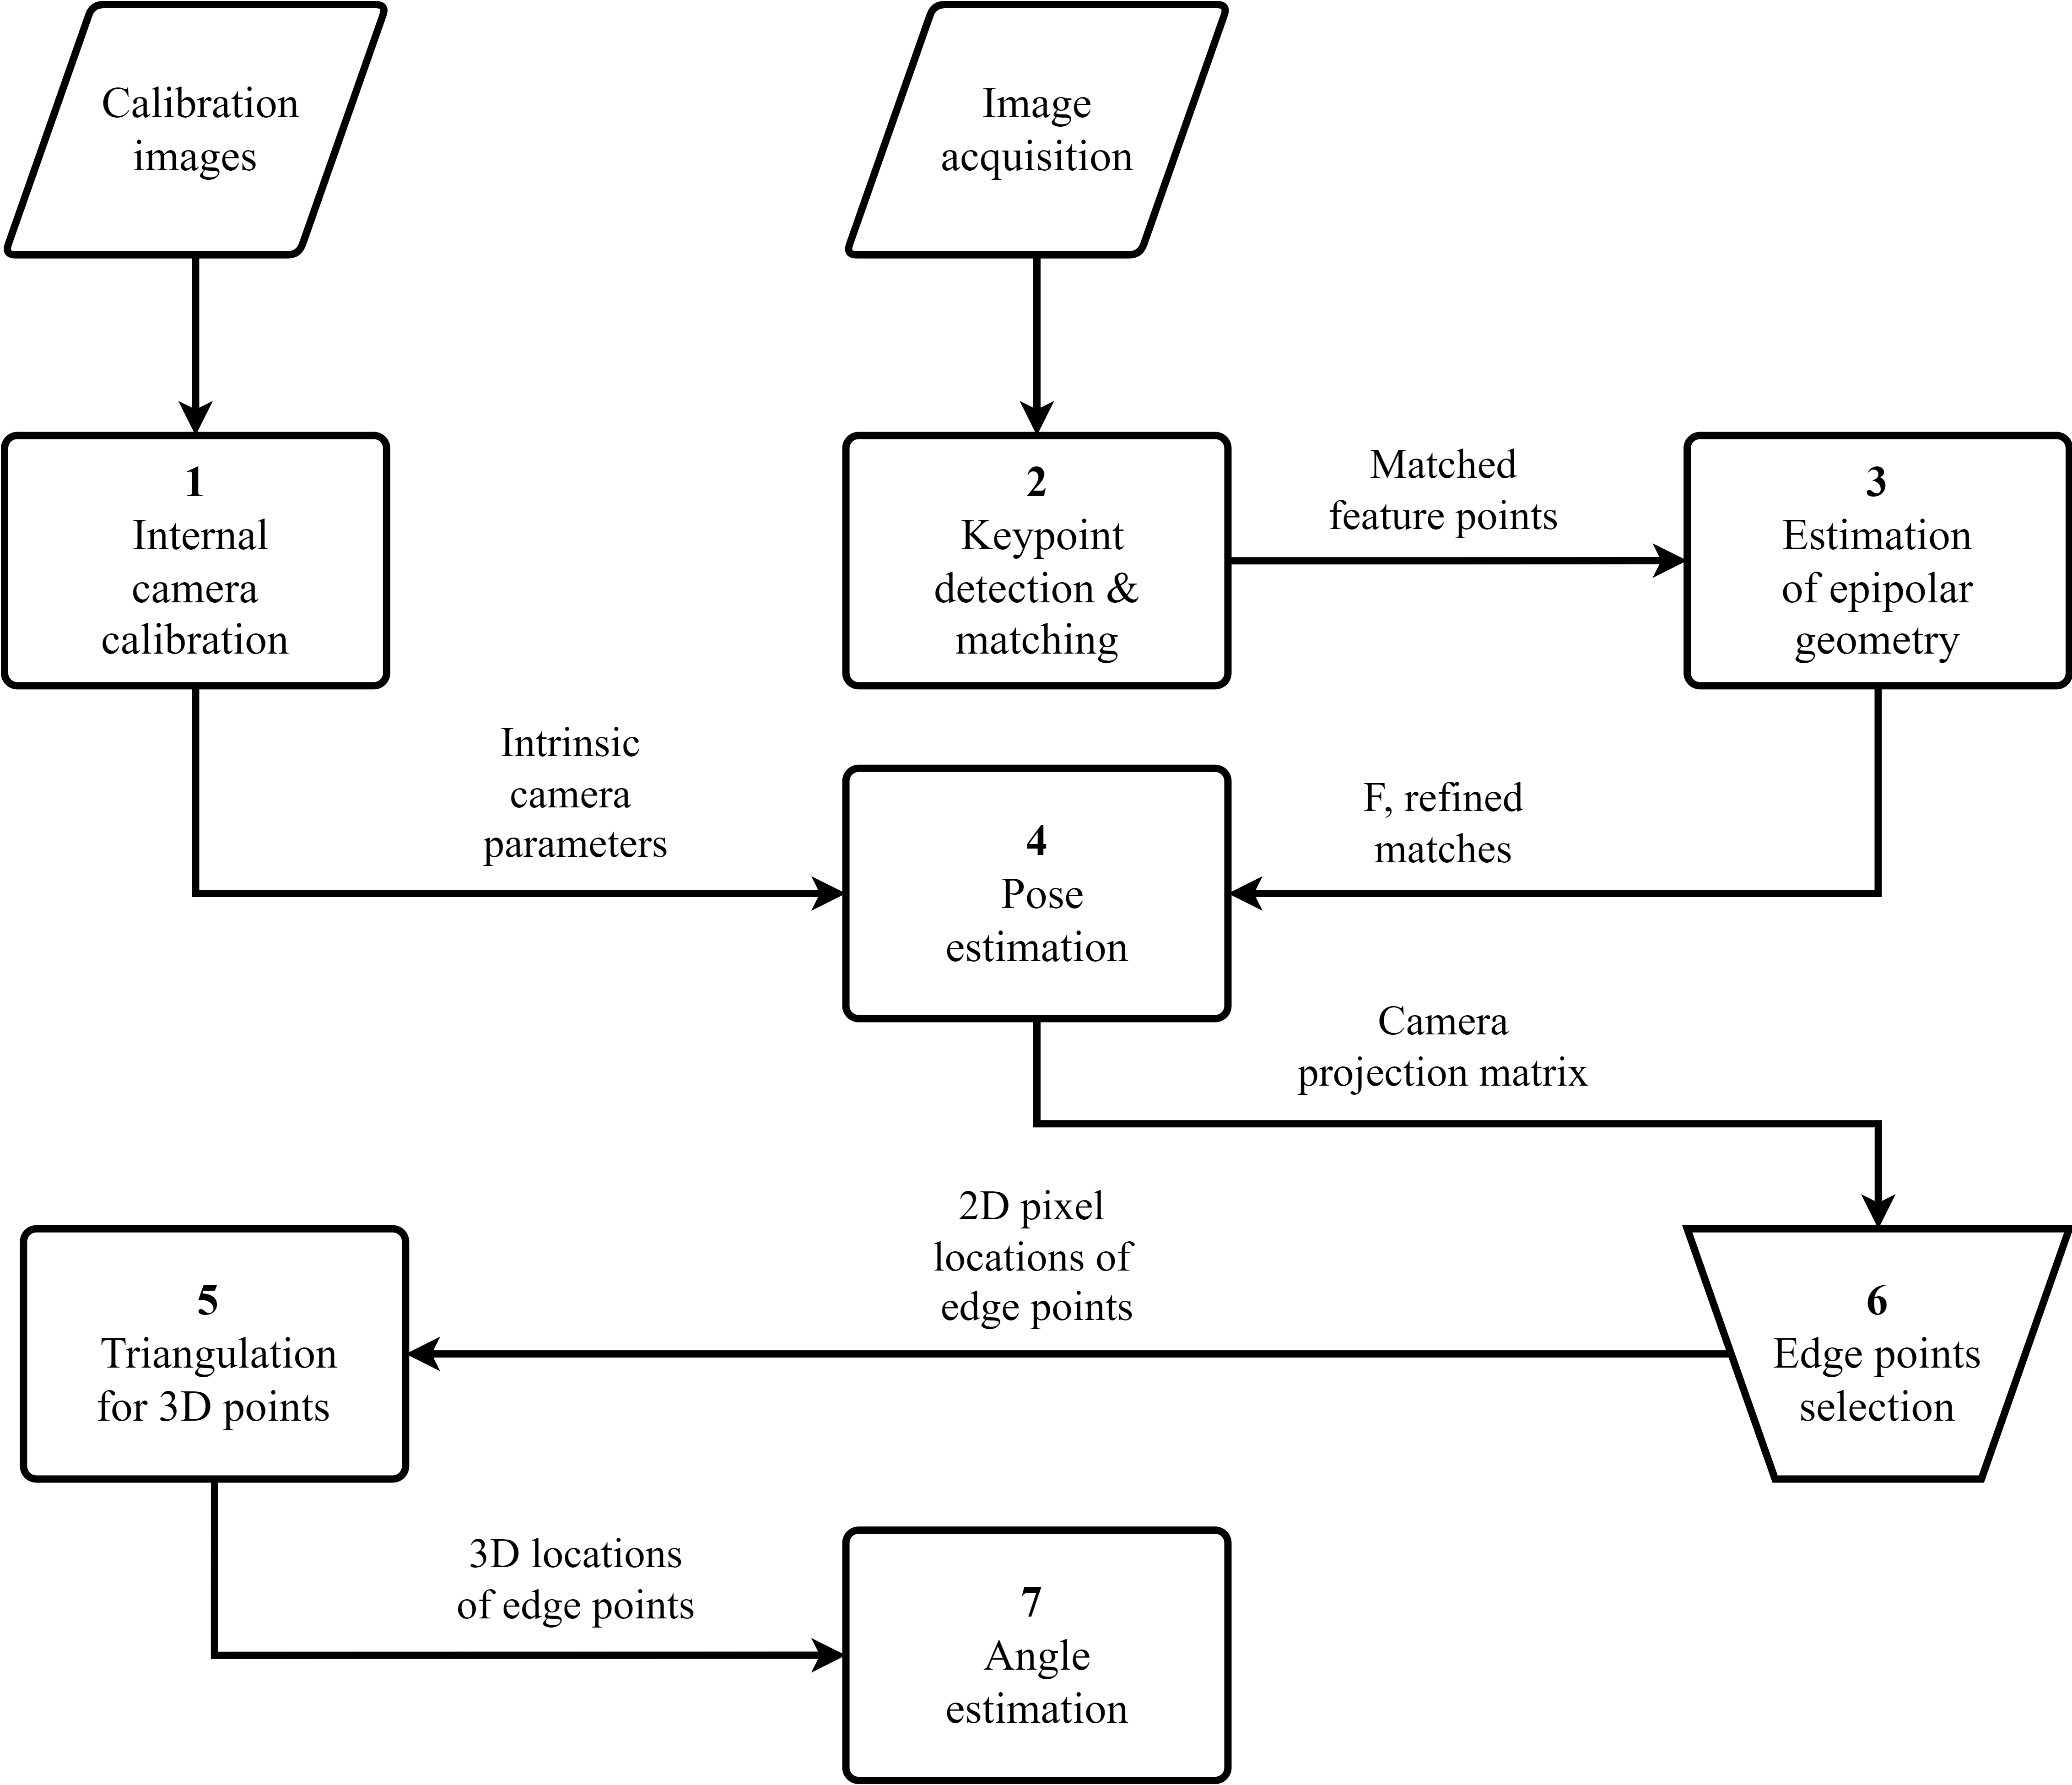 Calibration
images
Image
acquisition
1
Internal
camera
calibration
2
Keypoint
detection &
matching
Matched
feature points
3
Estimation
of epipolar
geometry
Intrinsic
camera
parameters
4
Pose
estimation
F, refined
matches
Camera
projection matrix
2D pixel
locations of
edge points
5
Triangulation
for 3D points
6
Edge points
selection
3D locations
of edge points
7
Angle
estimation